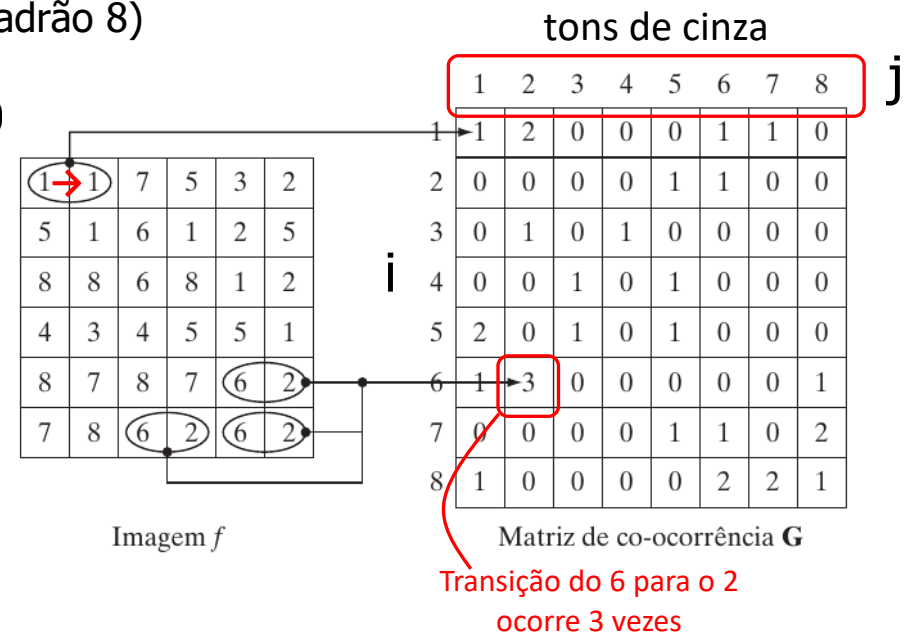 adrão 8)
tons de cinza
j
1 2 3 4 5 6 7 8
1 1 2 0 0 0 1 1 0
1 1 7 5 3 2
2 0 0 0 0 1 1 0 0
5 1 6 1 2 5
3 0 1 0 1 0 0 0 0
i
8 8 6 8 1 2
4 0 0 1 0 1 0 0 0
4 3 4 5 5 1
5 2 0 1 0 1 0 0 0
8 7 8 7 6 2
6 1 3 0 0 0 0 0 1
7 8 6 2 6 2
7 0 0 0 0 1 1 0 2
8 1 0 0 0 0 2 2 1
Imagem f
Matriz de co-ocorrência G
Transição do 6 para o 2
ocorre 3 vezes